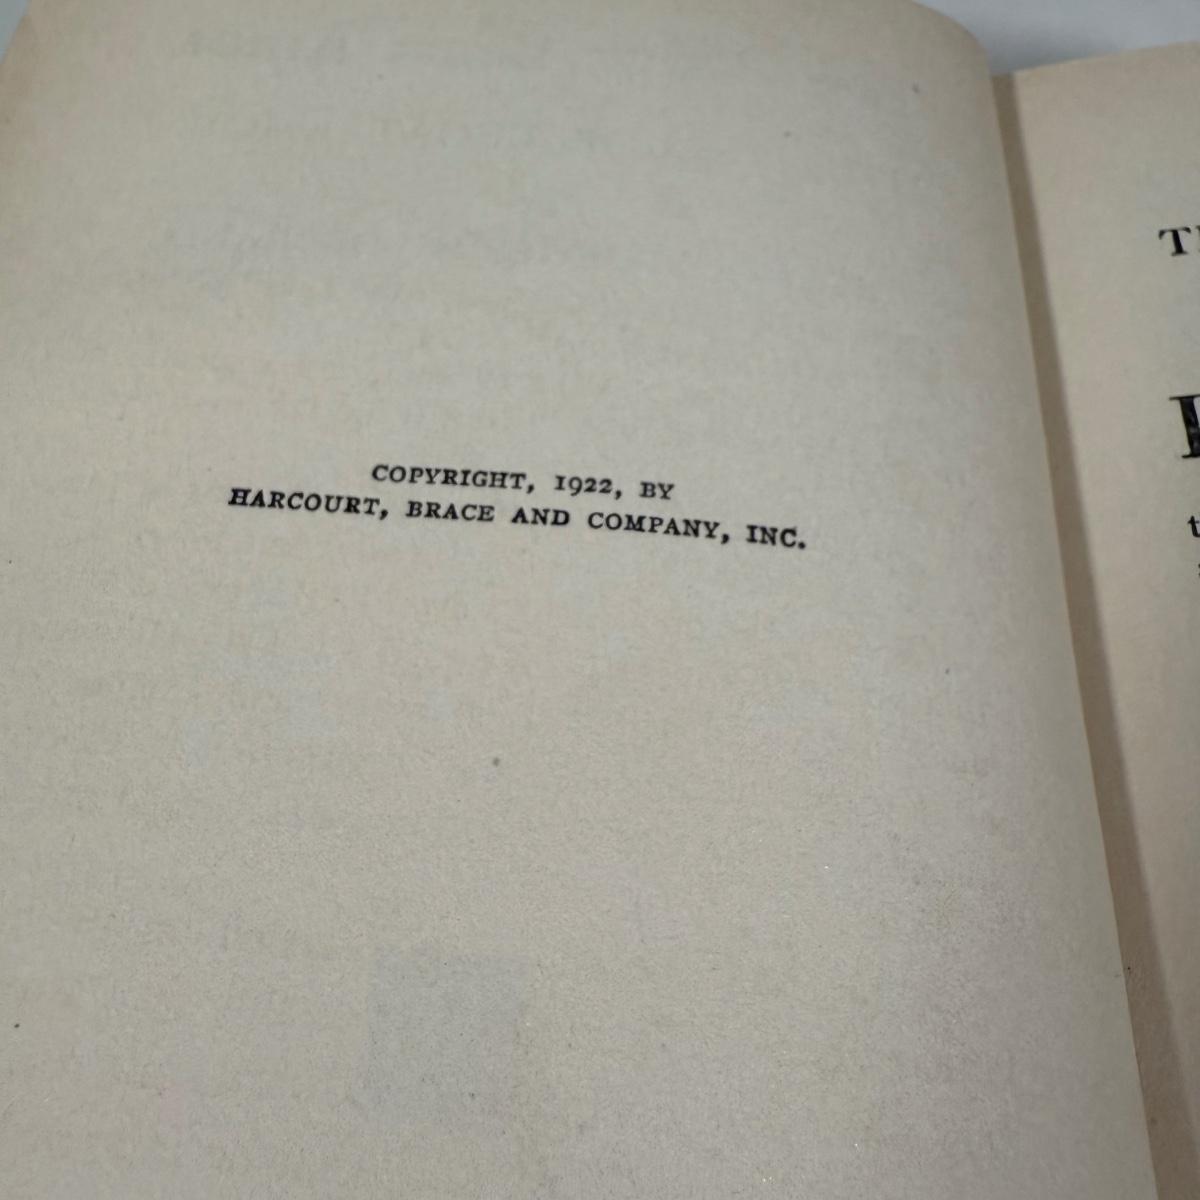 COPYRIGHT, 1922, BY
HARCOURT, BRACE AND COMPANY, INC.